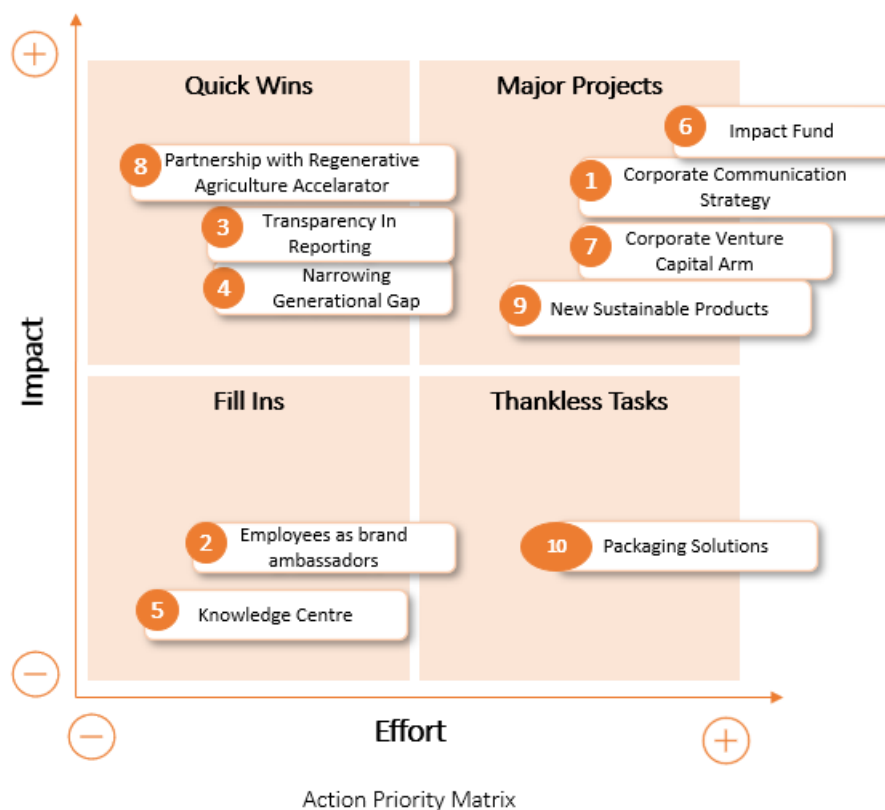 Quick Wins
Major Projects
6
Impact Fund
8
Partnership with Regenerative
Agriculture Accelarator
1
Corporate Communication
Strategy
3
Transparency In
Reporting
7
Corporate Venture
Capital Arm
4
Narrowing
Generational Gap
9
New Sustainable Products
Impact
Fill Ins
Thankless Tasks
2
Employees as brand
ambassadors
10
Packaging Solutions
5
Knowledge Centre
Effort
Action Priority Matrix